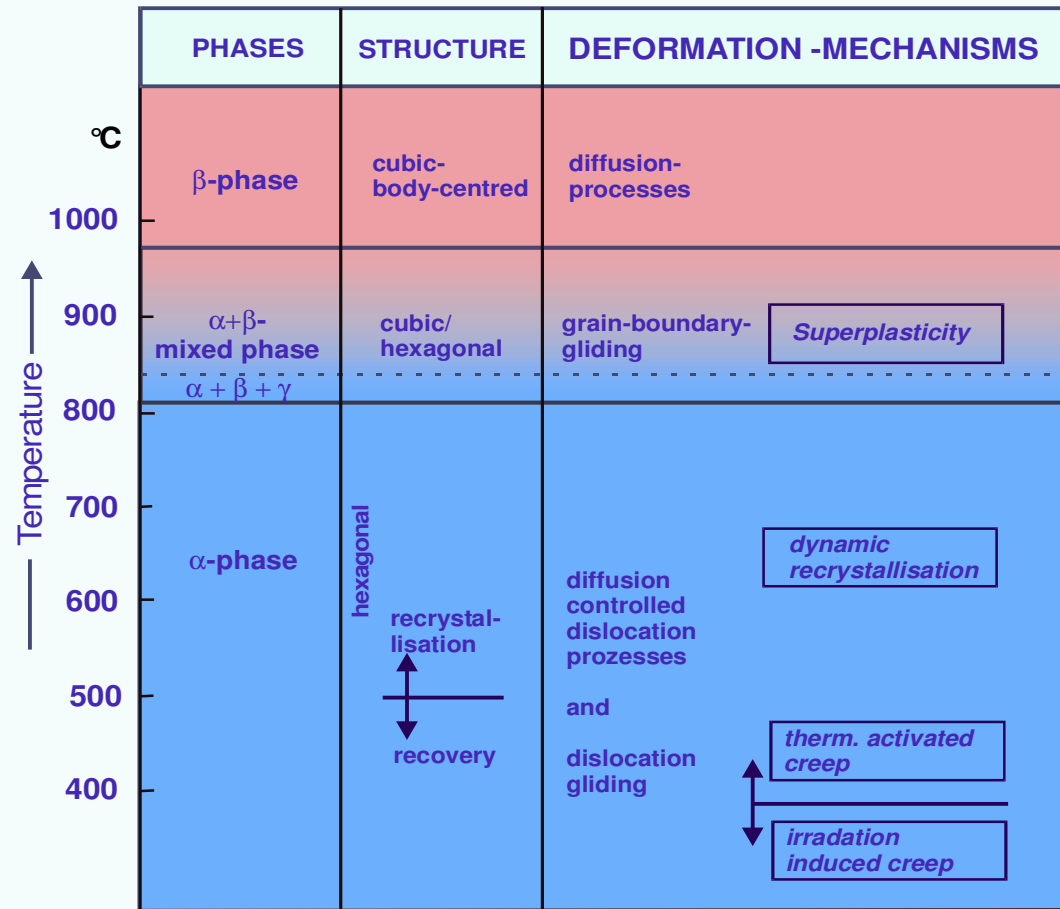 PHASES
STRUCTURE
DEFORMATION -MECHANISMS
°C
β-phase
cubic-
body-centred
diffusion-
processes
1000
900
α+β-
mixed phase
cubic/
hexagonal
grain-boundary-
gliding
Superplasticity
α + β + γ
800
Temperature
700
α-phase
hexagonal
dynamic
recrystallisation
600
diffusion
controlled
dislocation
prozesses
recrystal-
lisation
500
and
recovery
dislocation
gliding
therm. activated
creep
400
irradation
induced creep